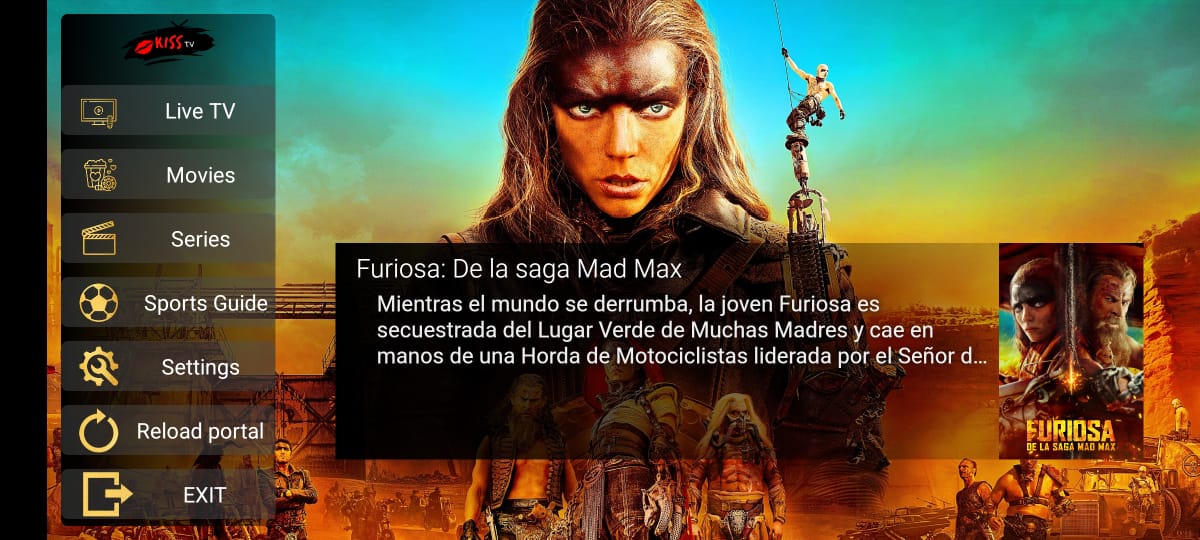 KISS TV
Live TV
Movies
Series
Sports Guide
Settings
Reload portal
EXIT
Furiosa: De la saga Mad Max
Mientras el mundo se derrumba, la joven Furiosa es
secuestrada del Lugar Verde de Muchas Madres y cae en
manos de una Horda de Motociclistas liderada por el Señor d...
FURIOSA
DE LA SAGA MAD MAX